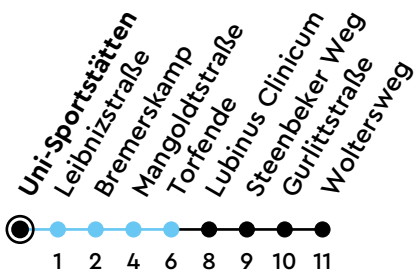 Uni-Sportstätten
Leibnizstraße
Bremerskamp
Mangoldtstraße
Torfende
Lubinus Clinicum
Steenbeker Weg
Gurlittstraße
Woltersweg
1 2 4 6 8 9 10 11